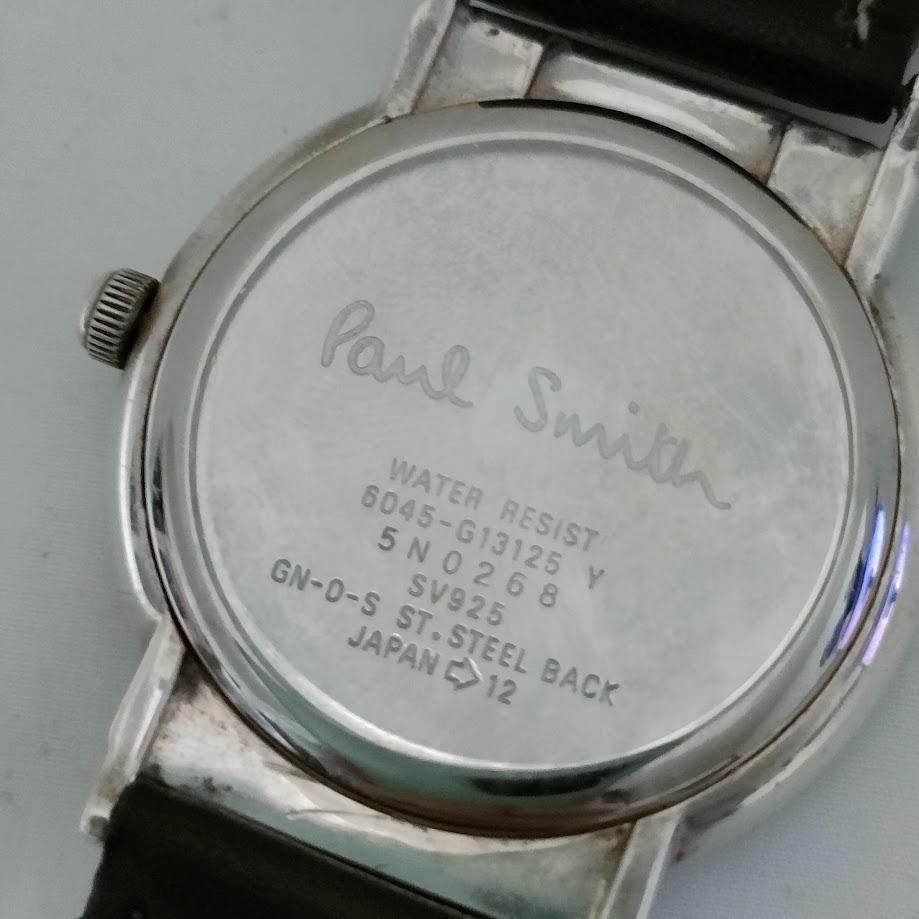 Paul Smith
WATER RESIST
6045-G13125 Y
5N0268
SV925
GN-0-S ST.STEEL BACK
JAPAN ⇨ 12